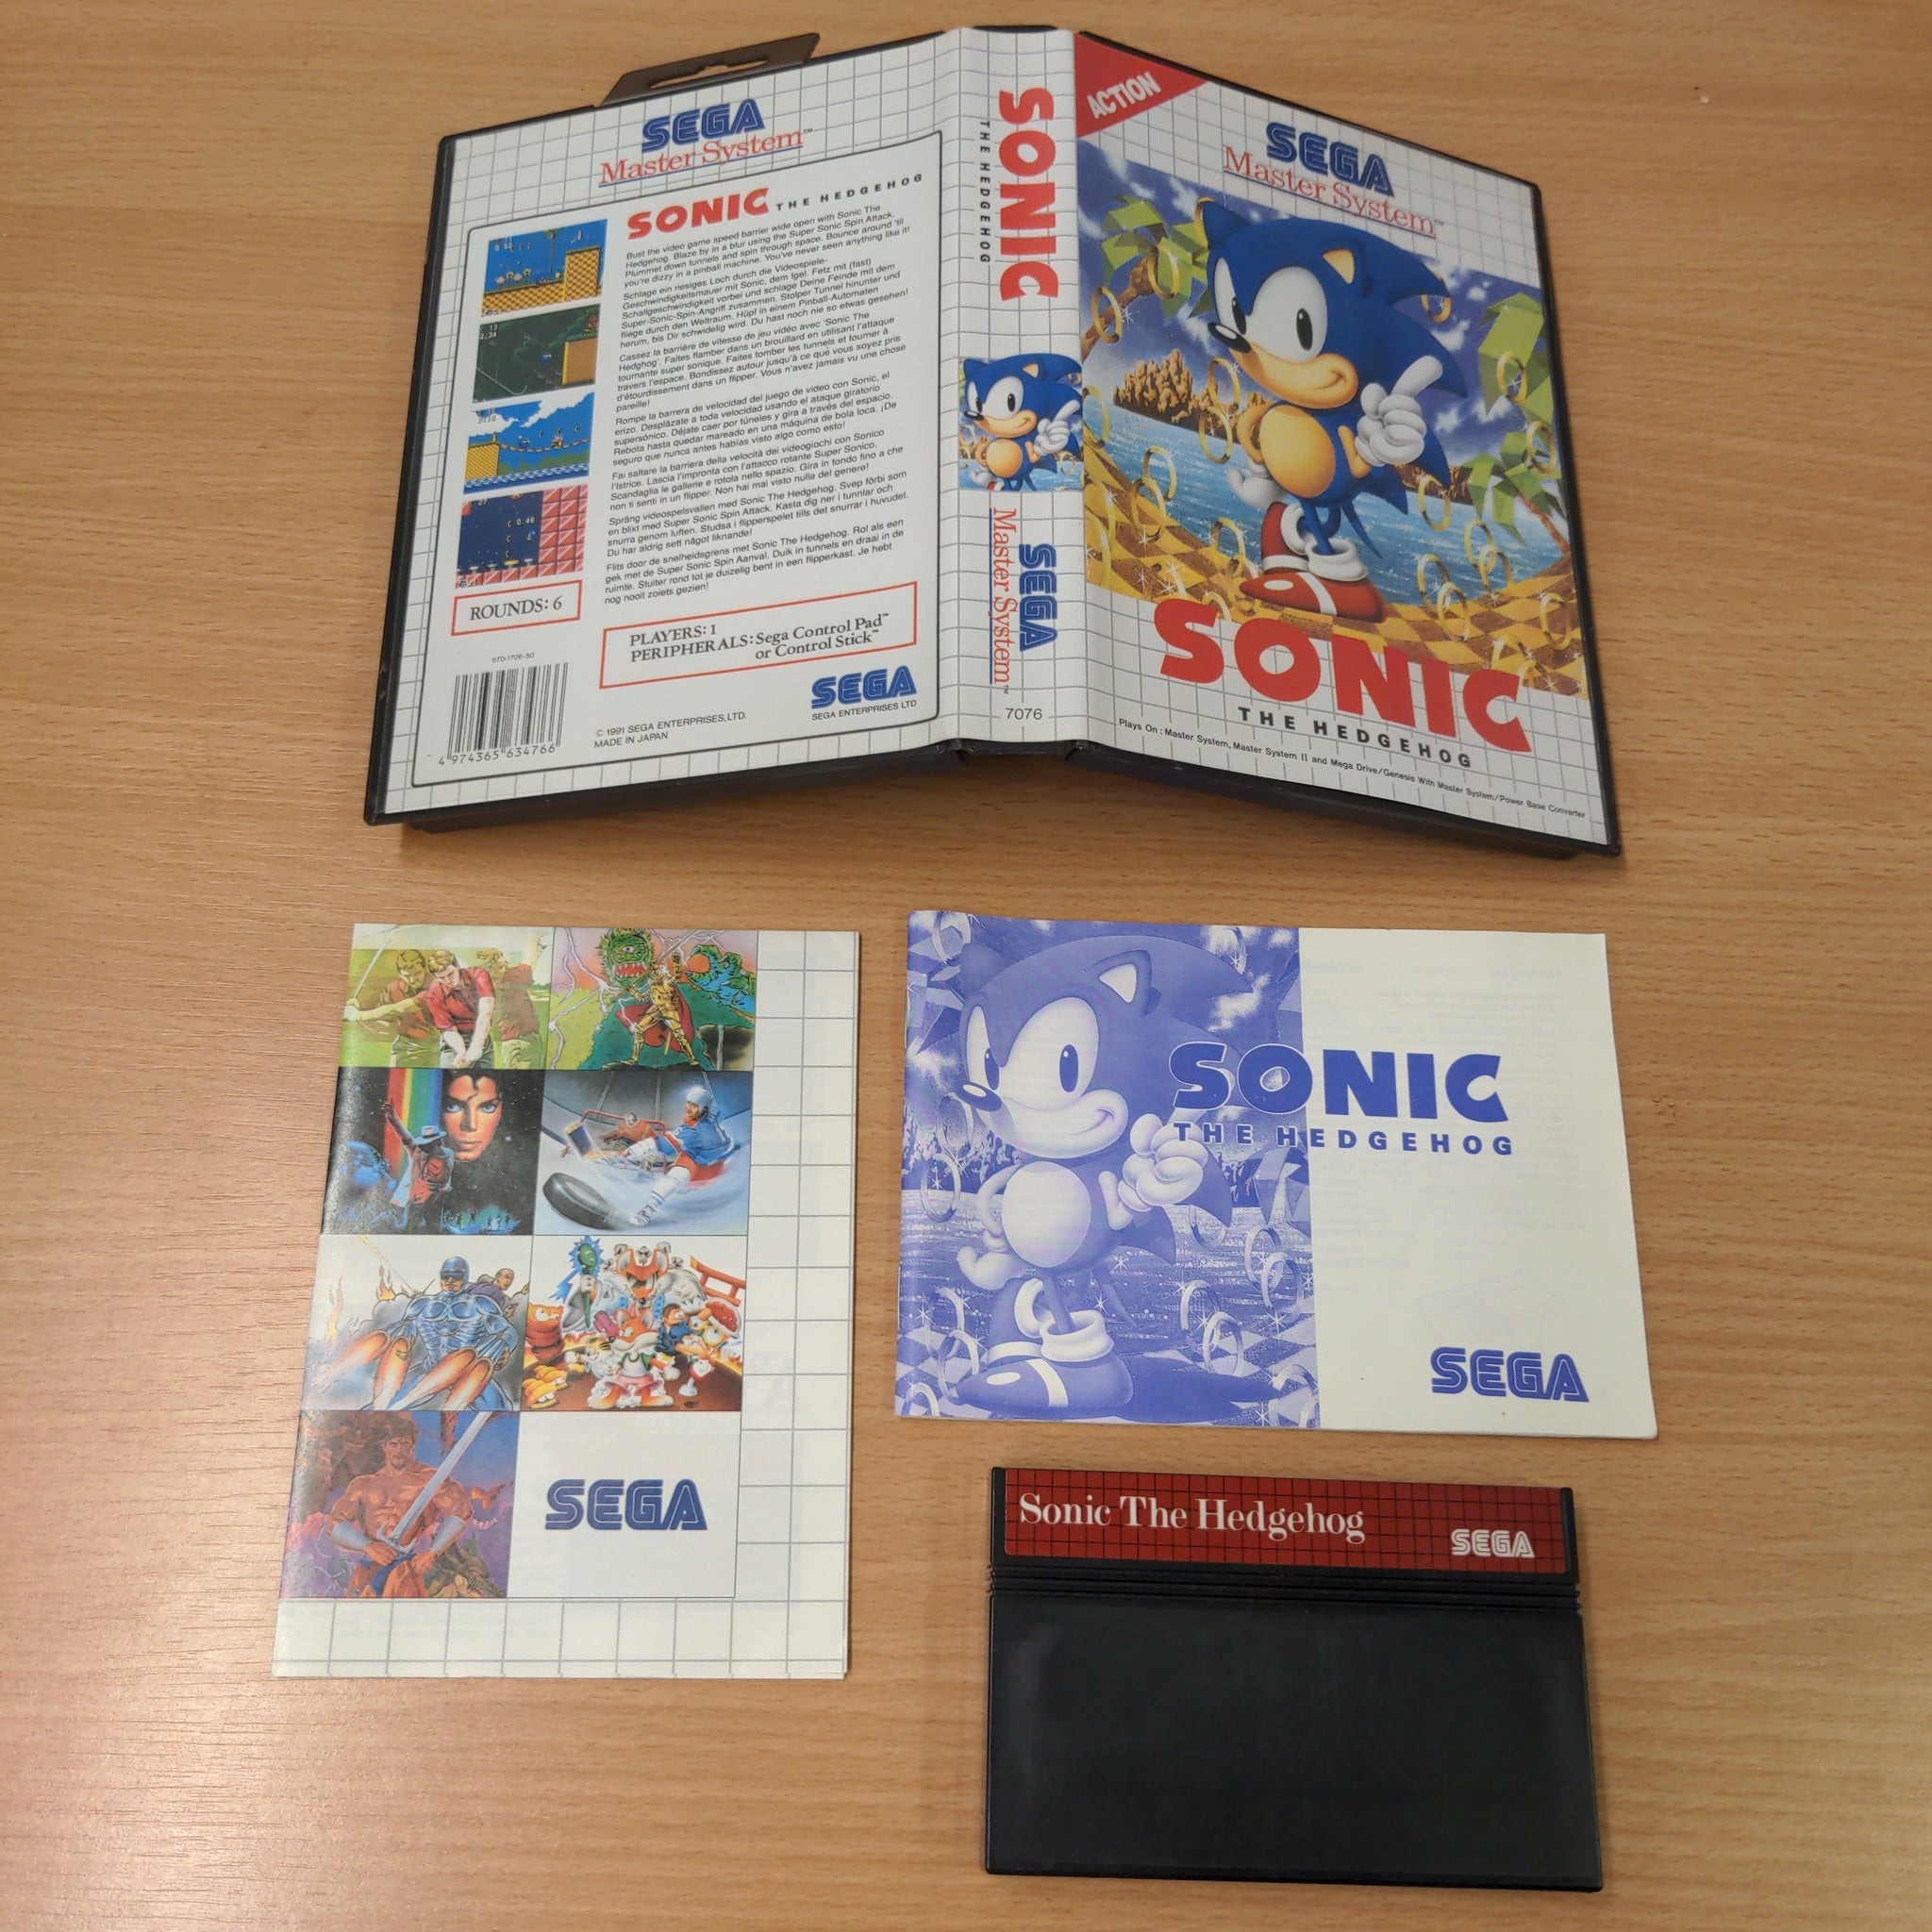 SEGA
Master System™
SONIC THE HEDGEHOG
Bust the video game speed barrier wide open with Sonic The
Hedgehog. Blaze by in a blur using the Super Sonic Spin Attack.
Plummet down tunnels and spin through space. Bounce around 'til
you're dizzy in a pinball machine. You've never seen anything like it!
Schlage ein riesiges Loch durch die Videospiele-
Geschwindigkeitsmauer mit Sonic, dem Igel. Fetz mit (fast)
Schallgeschwindigkeit vorbei und schlage Deine Feinde mit dem
Super-Sonic-Spin-Angriff zusammen. Stolper Tunnel hinunter und
fliege durch den Weltraum. Hüpf in einem Pinball-Automaten
herum, bis Dir schwidelig wird. Du hast noch nie so etwas gesehen!
Cassez la barrière de vitesse de jeu vidéo avec 'Sonic The
Hedghog'. Faites flamber dans un brouillard en utilisant l'attaque
tournante super sonique. Faites tomber les tunnels et tourner à
travers l'espace. Bondissez autour jusqu'à ce que vous soyez pris
d'étourdissement dans un flipper. Vous n'avez jamais vu une chose
pareille!
Rompe la barrera de velocidad del juego de video con Sonic, el
erizo. Desplázate a toda velocidad usando el ataque giratorio
supersónico. Déjate caer por túneles y gira a través del espacio.
Rebota hasta quedar mareado en una máquina de bola loca. ¡De
seguro que nunca antes habías visto algo como esto!
Fai saltare la barriera della velocità dei videogiochi con Sonico
l'Istrice. Lascia l'impronta con l'attacco rotante Super Sonico.
Scandaglia le gallerie e rotola nello spazio. Gira in tondo fino a che
non ti senti in un flipper. Non hai mai visto nulla del genere!
Spräng videospelsvallen med Sonic The Hedgehog. Svep förbi som
en blixt med Super Sonic Spin Attack. Kasta dig ner i tunnlar och
snurra genom luften. Studsa i flipperspelet tills det snurrar i huvudet.
Du har aldrig sett något liknande!
Flits door de snelheidsgrens met Sonic The Hedgehog. Rol als een
gek met de Super Sonic Spin Aanval. Duik in tunnels en draai in de
ruimte. Stuiter rond tot je duizelig bent in een flipperkast. Je hebt
nog nooit zoiets gezien!
ROUNDS: 6
PLAYERS: 1
PERIPHERALS: Sega Control Pad™
or Control Stick™
670-1706-50
4 974365 634766
© 1991 SEGA ENTERPRISES, LTD.
MADE IN JAPAN
SEGA
SEGA ENTERPRISES LTD
SONIC
THE HEDGEHOG
SEGA
Master System™
7076
ACTION
SEGA
Master System™
SONIC
THE HEDGEHOG
Plays On : Master System, Master System II and Mega Drive/Genesis With Master System/Power Base Converter
SEGA
SONIC
THE HEDGEHOG
SEGA
Sonic The Hedgehog
SEGA